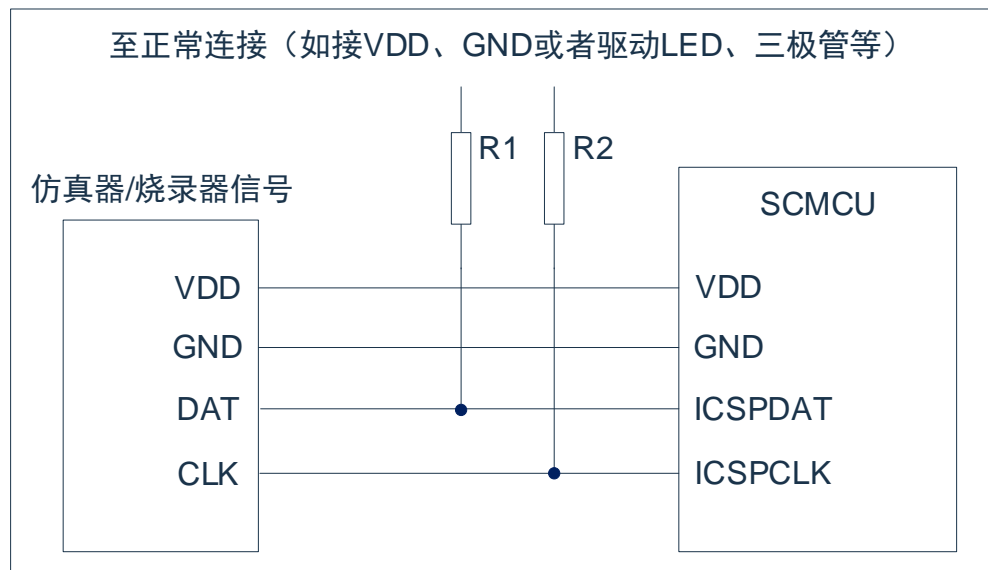 至正常连接（如接VDD、GND或者驱动LED、三极管等）
R1
R2
仿真器/烧录器信号
SCMCU
VDD
VDD
GND
GND
DAT
ICSPDAT
CLK
ICSPCLK